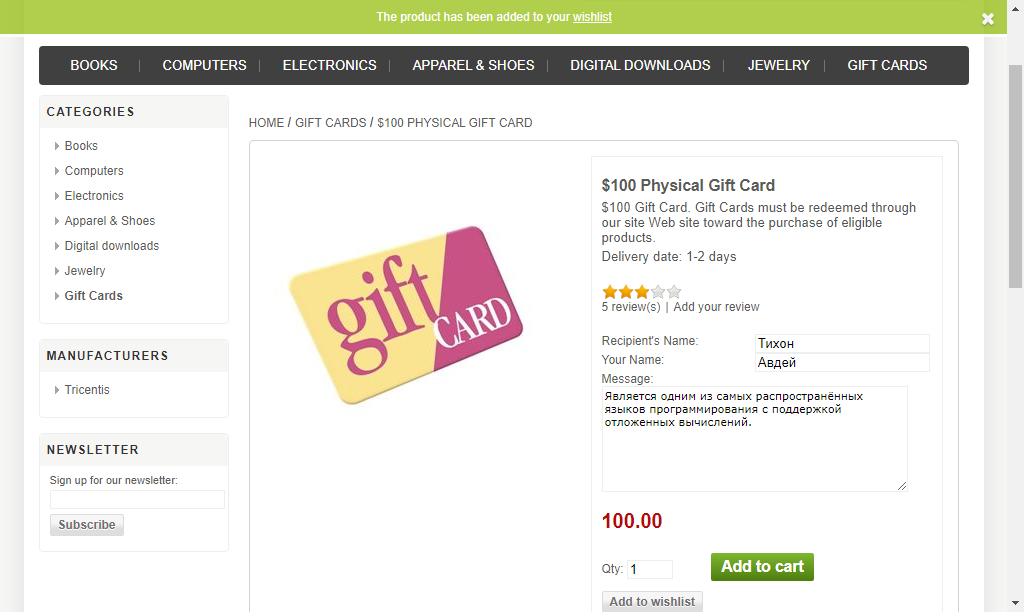 The product has been added to your wishlist
BOOKS
COMPUTERS
ELECTRONICS
APPAREL & SHOES
DIGITAL DOWNLOADS
JEWELRY
GIFT CARDS
CATEGORIES
Books
Computers
Electronics
Apparel & Shoes
Digital downloads
Jewelry
Gift Cards
MANUFACTURERS
Tricentis
NEWSLETTER
Sign up for our newsletter:
Subscribe
HOME / GIFT CARDS / $100 PHYSICAL GIFT CARD
gift
CARD
$100 Physical Gift Card
$100 Gift Card. Gift Cards must be redeemed through
our site Web site toward the purchase of eligible
products.
Delivery date: 1-2 days
5 review(s) | Add your review
Recipient's Name: Тихон
Your Name: Авдей
Message:
Является одним из самых распространённых
языков программирования с поддержкой
отложенных вычислений.
100.00
Qty: 1
Add to cart
Add to wishlist